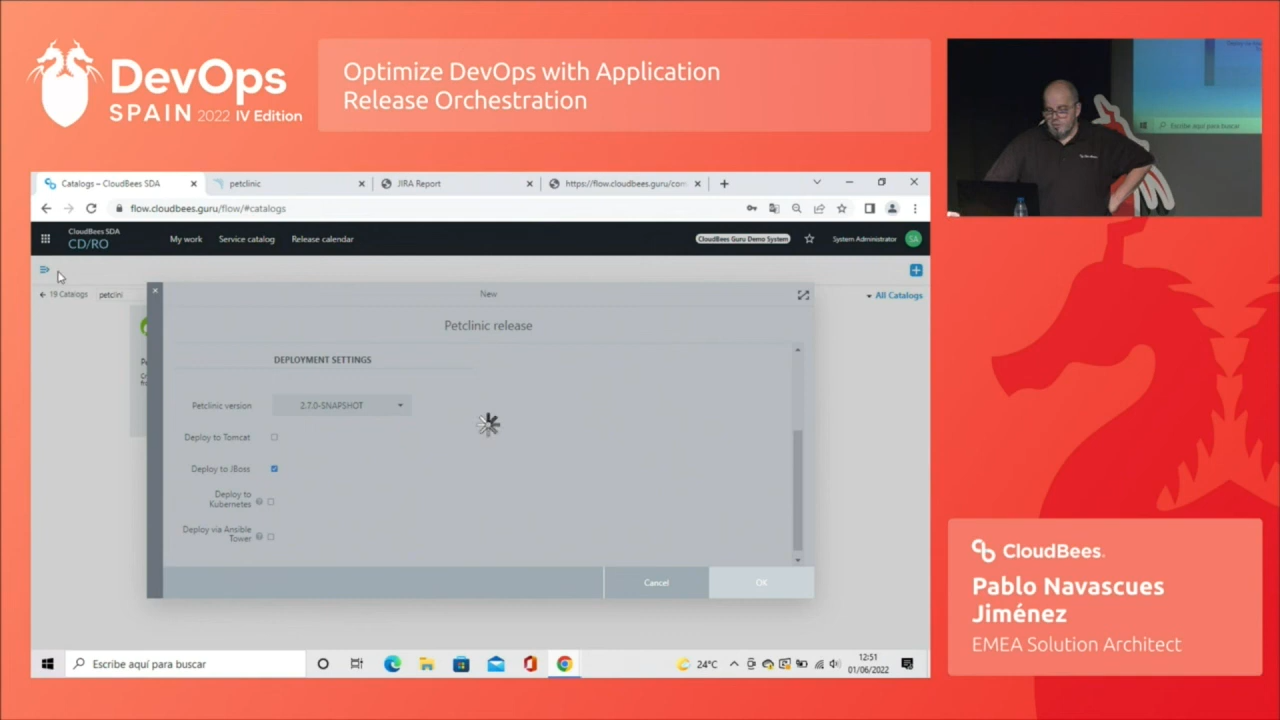 DevOps
SPAIN 2022 IV Edition
Optimize DevOps with Application
Release Orchestration
Escribe aquí para buscar
Catalogs – CloudBees SDA
petclinic
JIRA Report
https://flow.cloudbees.guru/com
flow.cloudbees.guru/flow/#catalogs
CloudBees SDA
CD/RO
My work
Service catalog
Release calendar
CloudBees Guru Demo System
System Administrator
SA
19 Catalogs
petclini
All Catalogs
New
Petclinic release
DEPLOYMENT SETTINGS
Petclinic version
2.7.0-SNAPSHOT
Deploy to Tomcat
Deploy to JBoss
Deploy to
Kubernetes
Deploy via Ansible
Tower
Cancel
OK
Escribe aquí para buscar
24°C
12:51
01/06/2022
CloudBees.
Pablo Navascues
Jiménez
EMEA Solution Architect